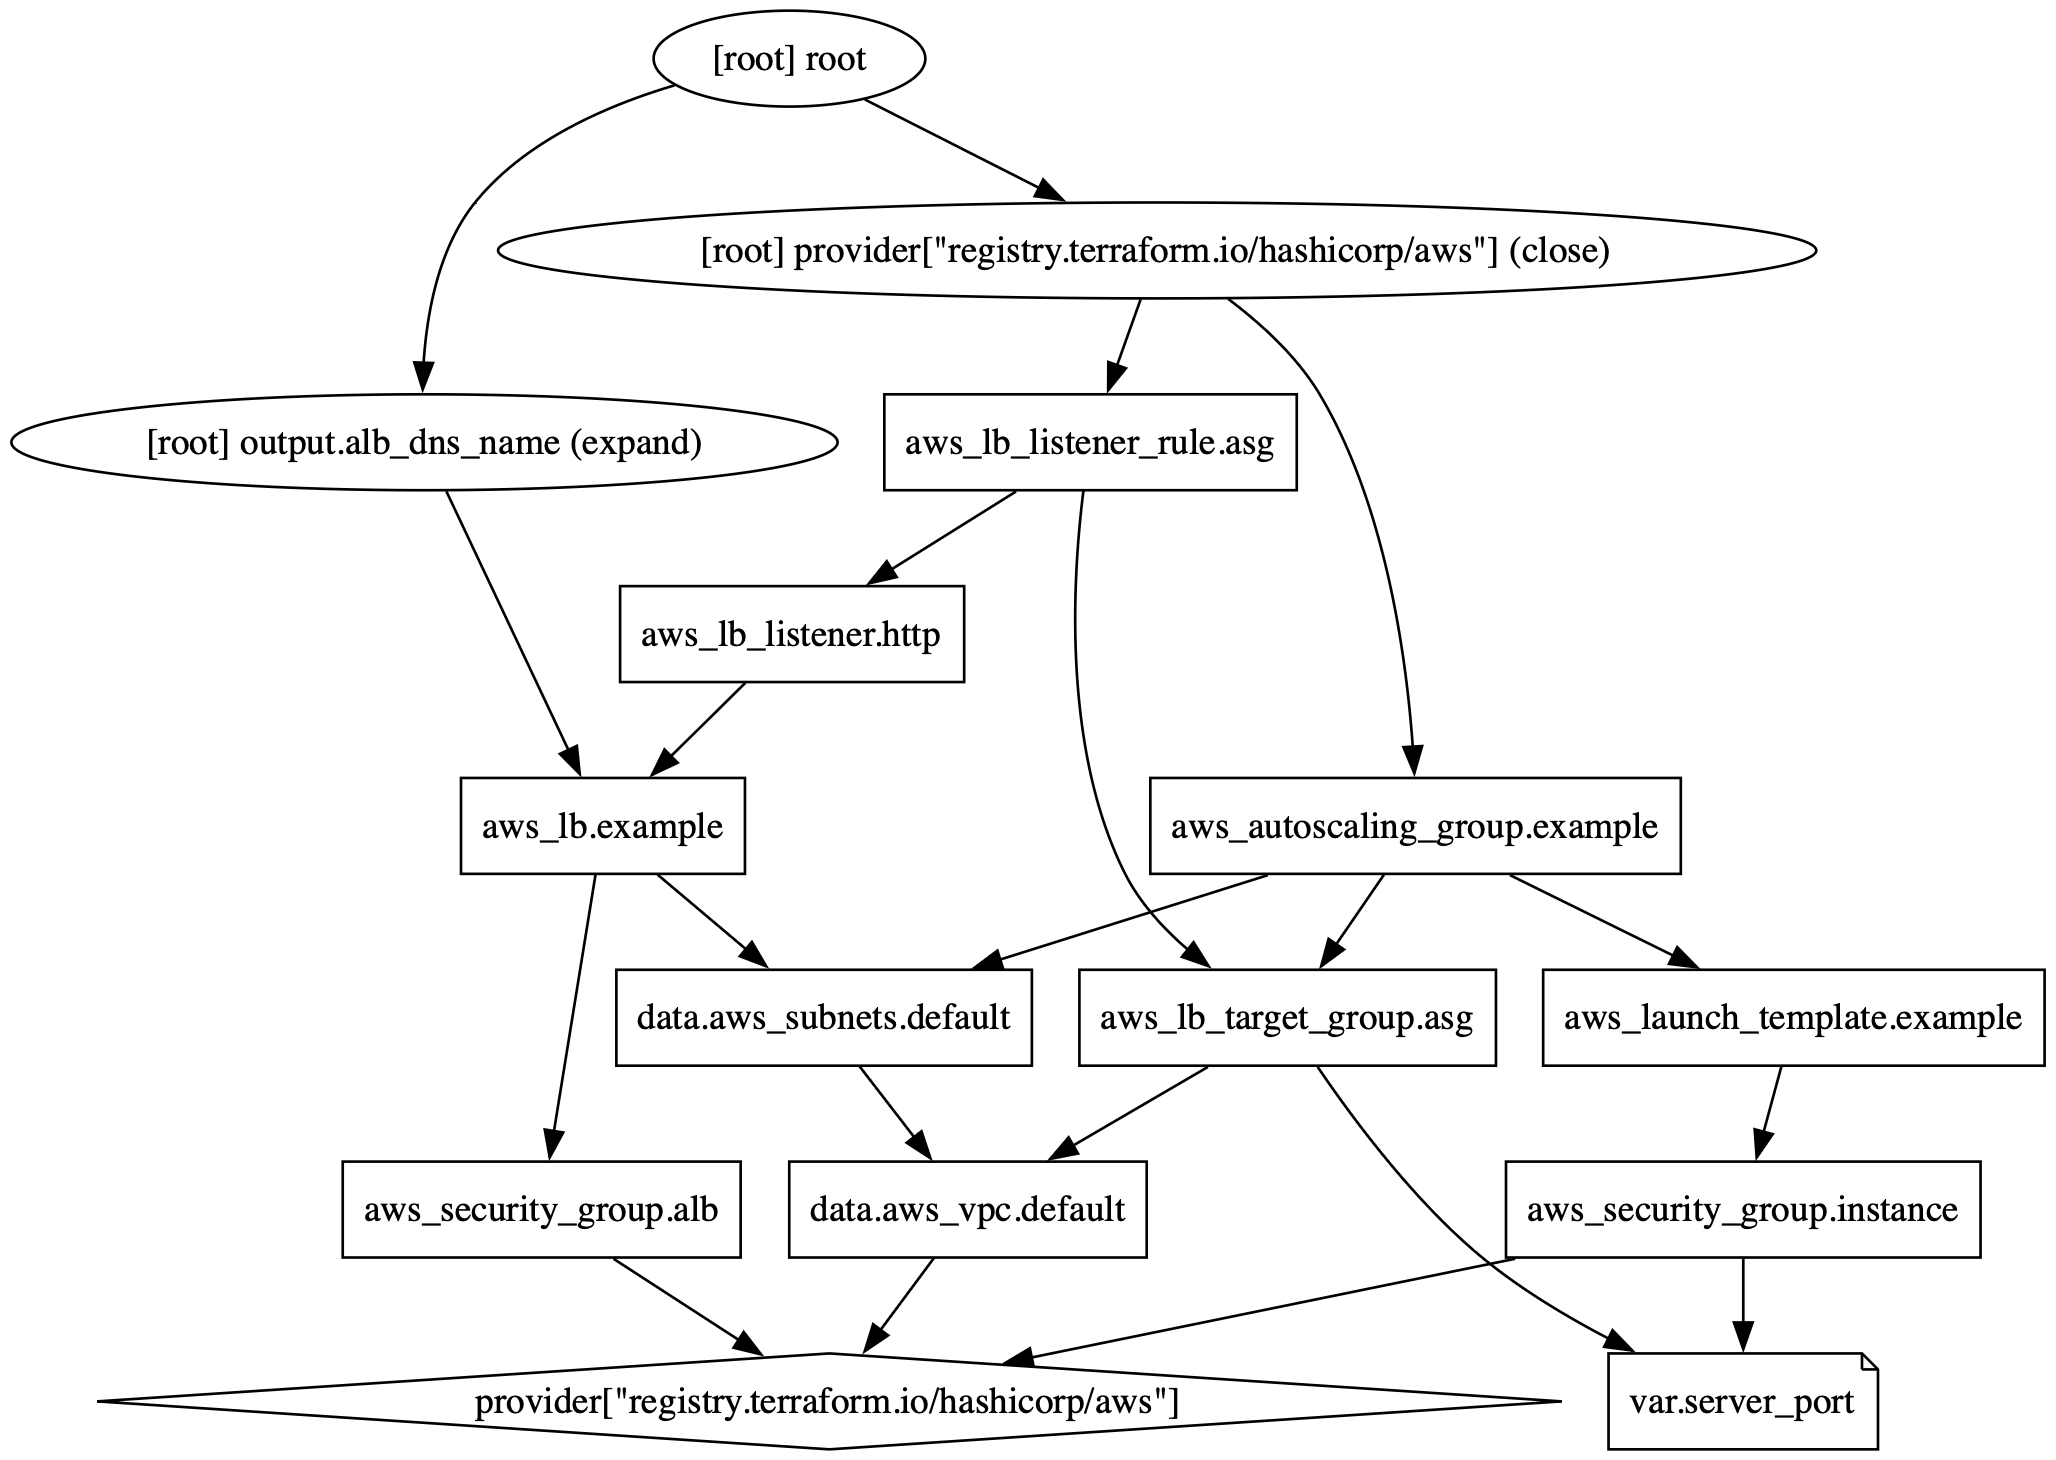 [root] root
[root] provider["registry.terraform.io/hashicorp/aws"] (close)
[root] output.alb_dns_name (expand)
aws_lb_listener_rule.asg
aws_lb_listener.http
aws_lb.example
aws_autoscaling_group.example
data.aws_subnets.default
aws_lb_target_group.asg
aws_launch_template.example
aws_security_group.alb
data.aws_vpc.default
aws_security_group.instance
provider["registry.terraform.io/hashicorp/aws"]
var.server_port